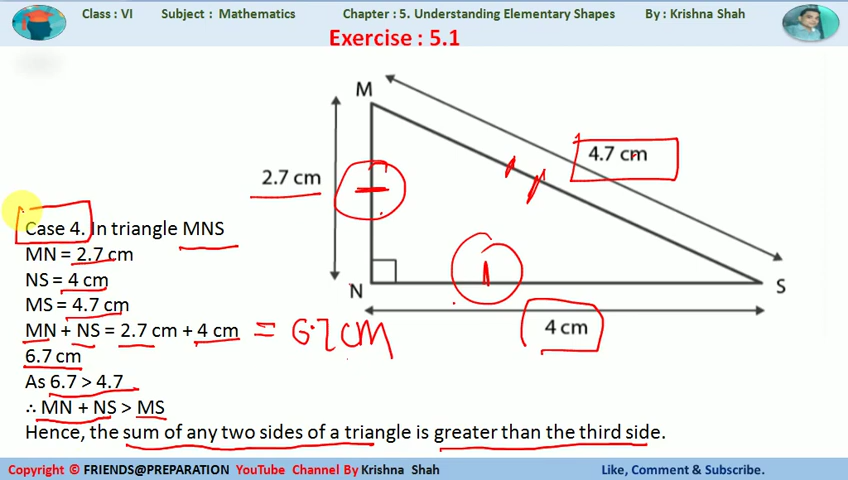 Class : VI Subject : Mathematics Chapter : 5. Understanding Elementary Shapes By : Krishna Shah
Exercise : 5.1
M
4.7 cm
2.7 cm
Case 4. In triangle MNS
MN = 2.7 cm
NS = 4 cm
MS = 4.7 cm
N
S
4 cm
MN + NS = 2.7 cm + 4 cm = 6.7 cm
6.7 cm
As 6.7 > 4.7
∴ MN + NS > MS
Hence, the sum of any two sides of a triangle is greater than the third side.
Copyright © FRIENDS@PREPARATION YouTube Channel By Krishna Shah Like, Comment & Subscribe.